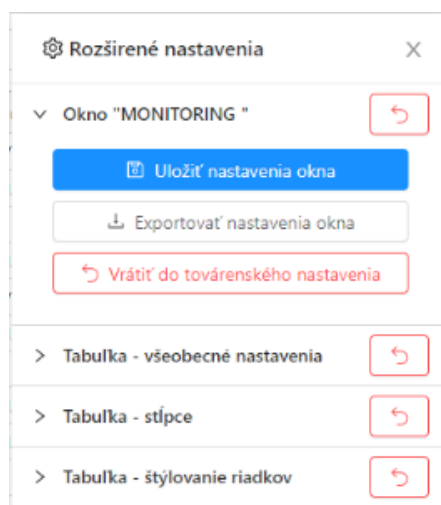 Rozširené nastavenia
Okno "MONITORING "
Uložiť nastavenia okna
Exportovať nastavenia okna
Vrátiť do továrenského nastavenia
Tabuľka - všeobecné nastavenia
Tabuľka - stĺpce
Tabuľka - štýlovanie riadkov